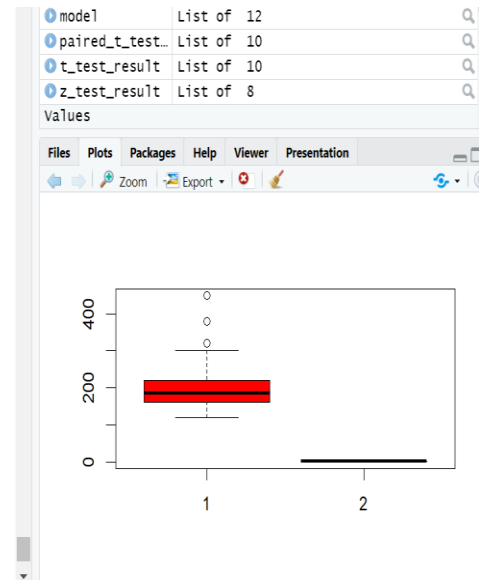 model List of 12
paired_t_test… List of 10
t_test_result List of 10
z_test_result List of 8
Values
Files Plots Packages Help Viewer Presentation
Zoom Export
400
200
0
1 2